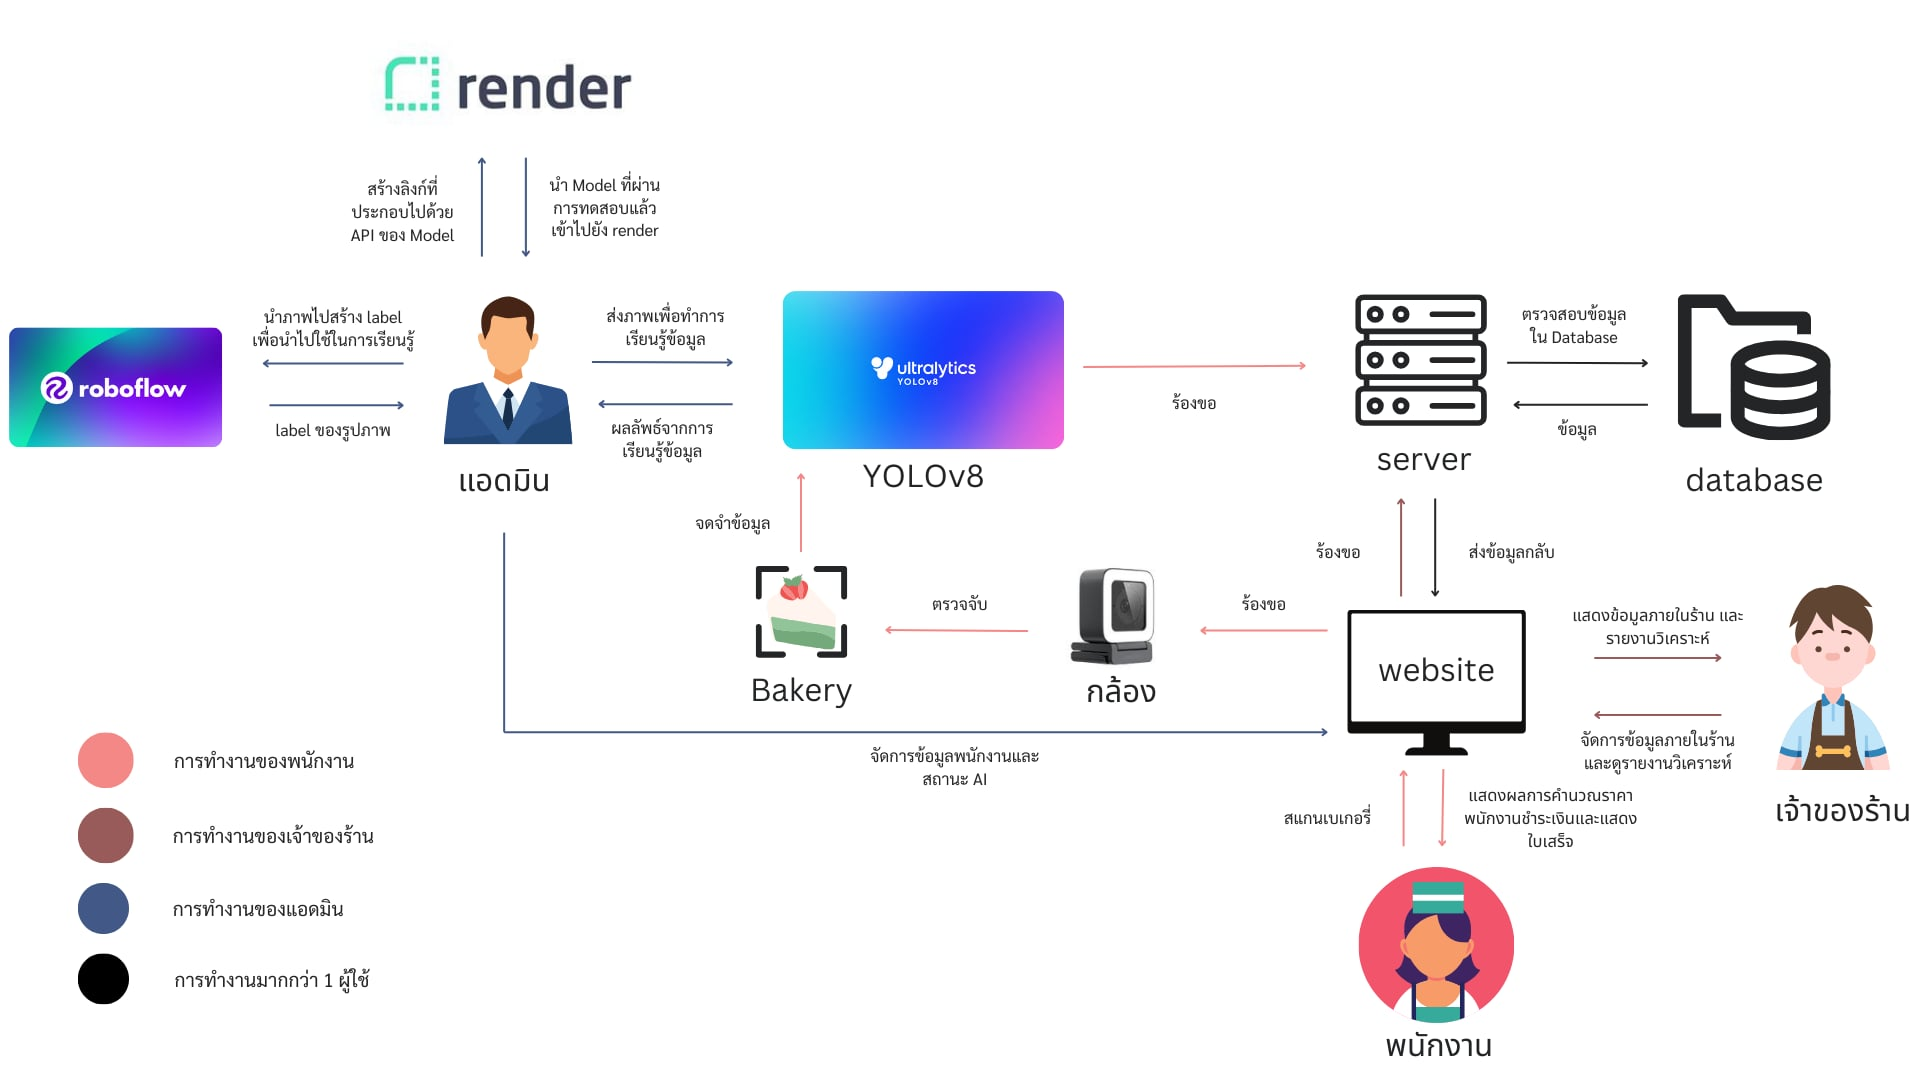 render
สร้างลิงก์ที่
ประกอบไปด้วย
API ของ Model
นำ Model ที่ผ่าน
การทดสอบแล้ว
เข้าไปยัง render
นำภาพไปสร้าง label
เพื่อนำไปใช้ในการเรียนรู้
roboflow
label ของรูปภาพ
แอดมิน
ส่งภาพเพื่อทำการ
เรียนรู้ข้อมูล
ผลลัพธ์จากการ
เรียนรู้ข้อมูล
ultralytics
YOLOv8
YOLOv8
ร้องขอ
server
ตรวจสอบข้อมูล
ใน Database
ข้อมูล
database
จดจำข้อมูล
Bakery
ตรวจจับ
กล้อง
ร้องขอ
ร้องขอ
ส่งข้อมูลกลับ
website
แสดงข้อมูลภายในร้าน และ
รายงานวิเคราะห์
จัดการข้อมูลภายในร้าน
และดูรายงานวิเคราะห์
เจ้าของร้าน
จัดการข้อมูลพนักงานและ
สถานะ AI
สแกนเบเกอรี่
แสดงผลการคำนวณราคา
พนักงานชำระเงินและแสดง
ใบเสร็จ
พนักงาน
การทำงานของพนักงาน
การทำงานของเจ้าของร้าน
การทำงานของแอดมิน
การทำงานมากกว่า 1 ผู้ใช้